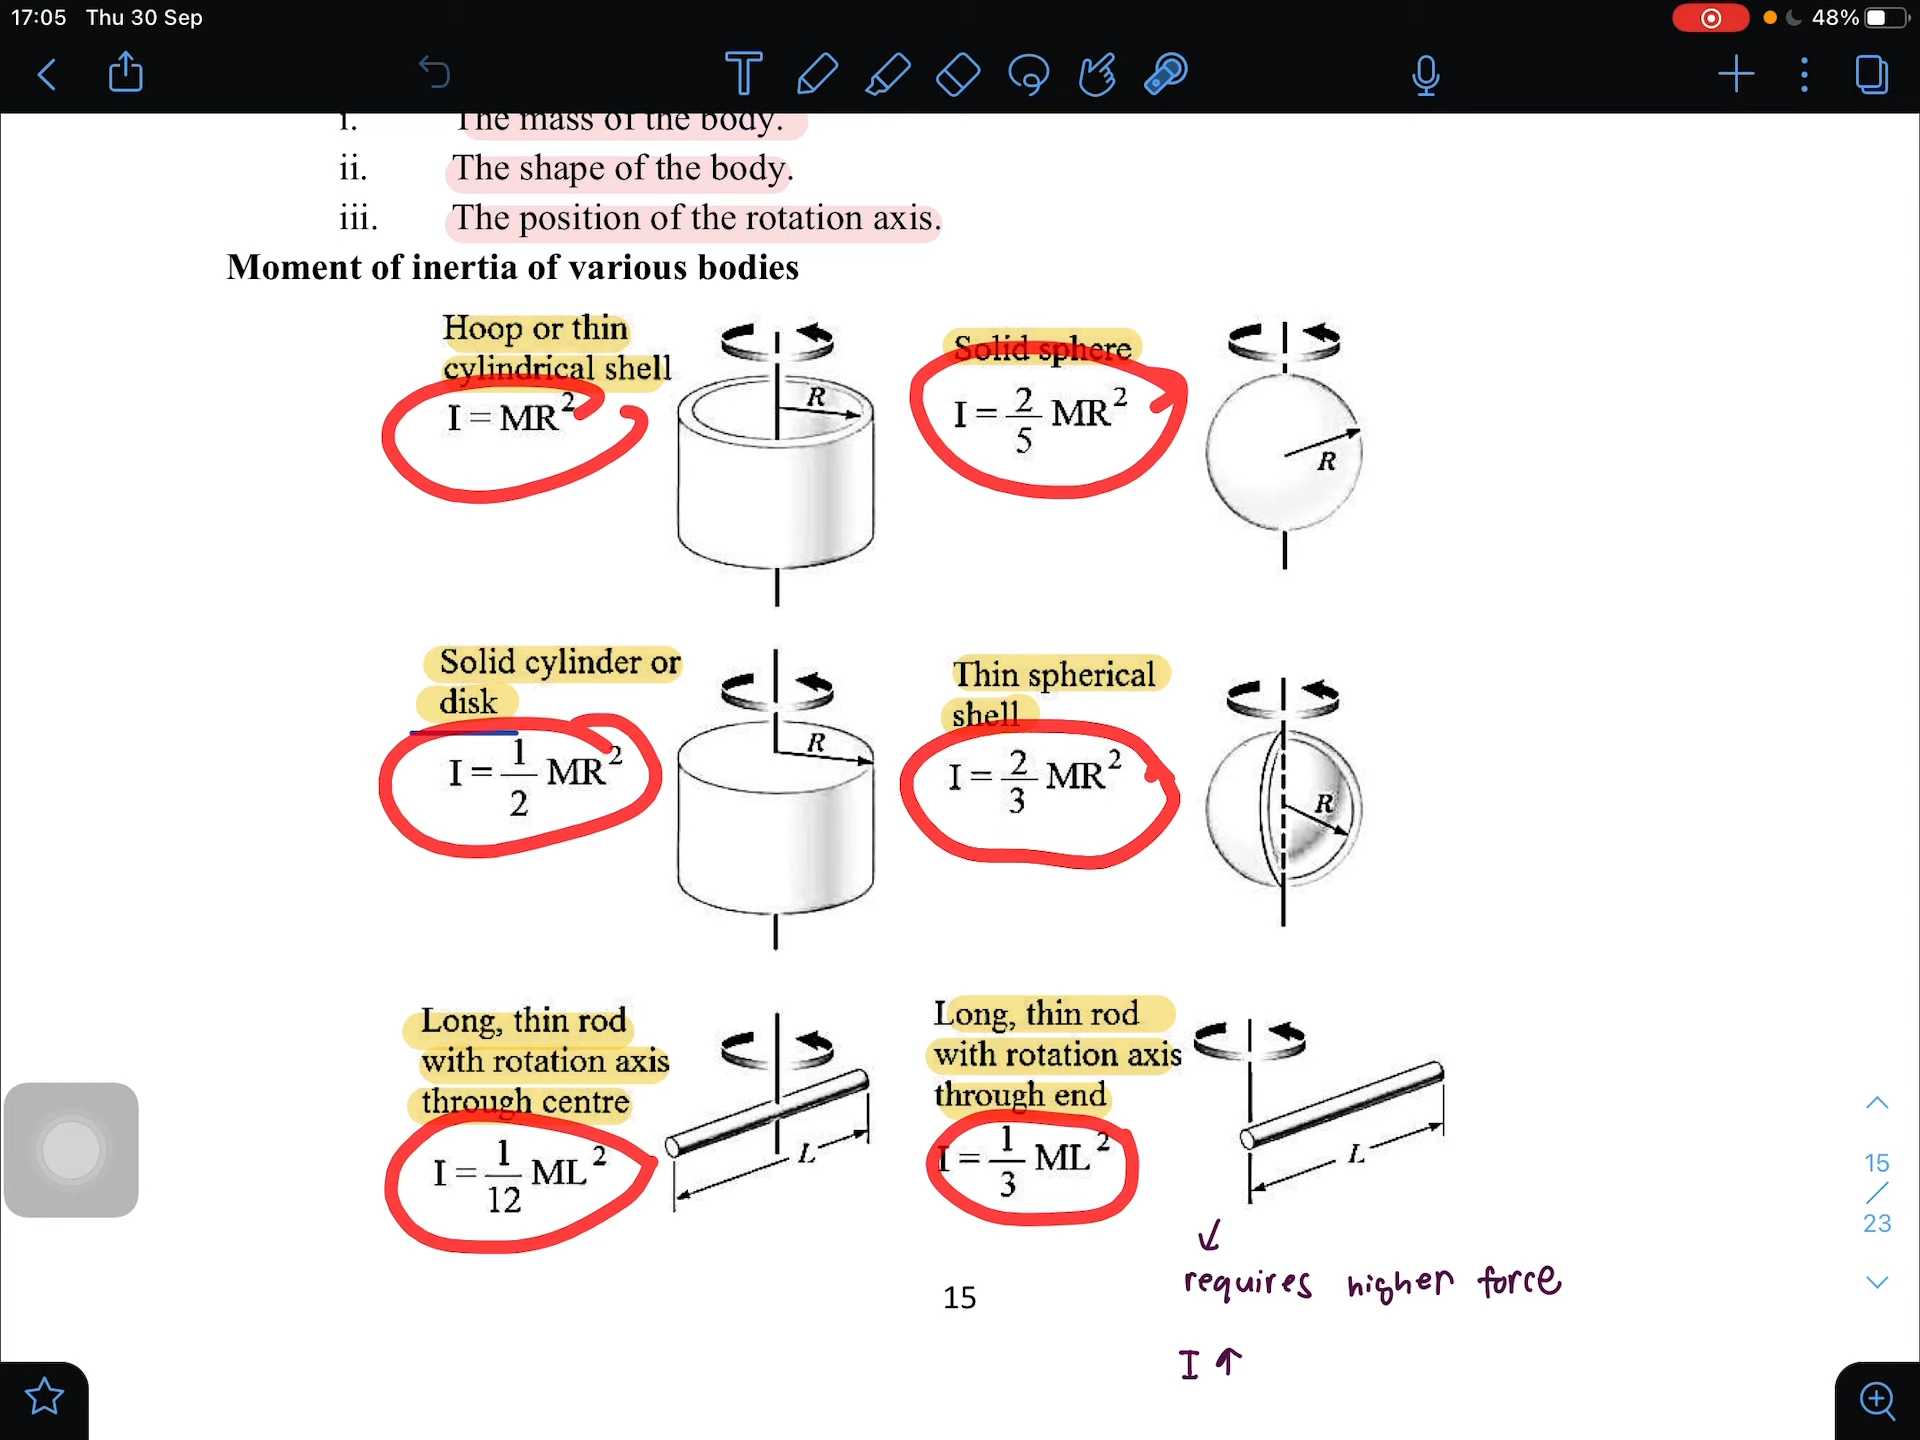 17:05 Thu 30 Sep
48%
i. The mass of the body.
ii. The shape of the body.
iii. The position of the rotation axis.
Moment of inertia of various bodies
Hoop or thin
cylindrical shell
I = MR²
R
Solid sphere
I = 2/5 MR²
R
Solid cylinder or
disk
I = 1/2 MR²
R
Thin spherical
shell
I = 2/3 MR²
R
Long, thin rod
with rotation axis
through centre
I = 1/12 ML²
L
Long, thin rod
with rotation axis
through end
I = 1/3 ML²
L
↓
requires higher force
I ↑
15
15
/
23